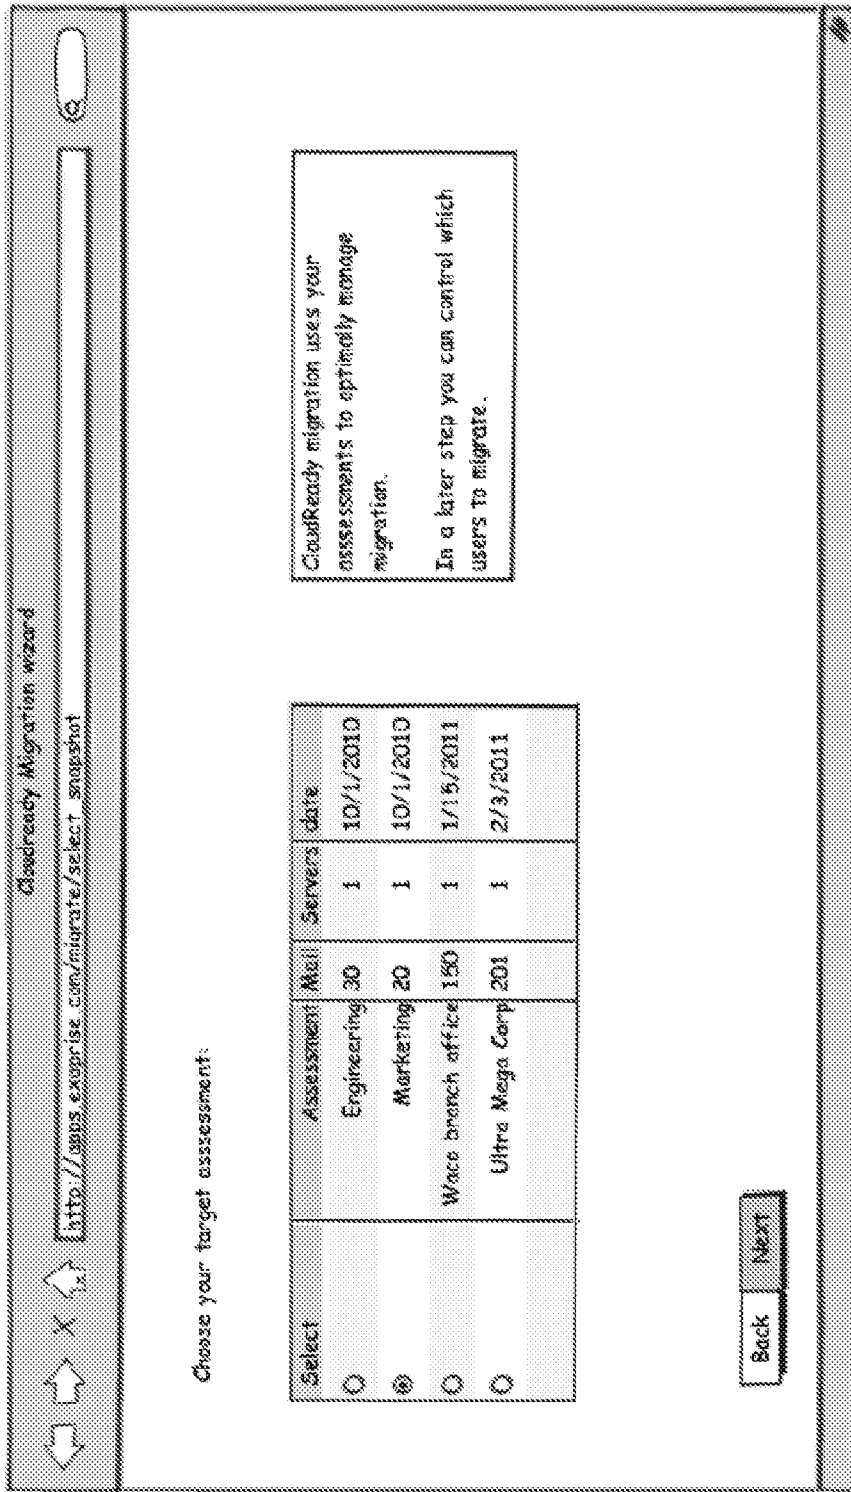 Cloudready Migration wizard
http://apps.exaprise.com/migrate/select_snapshot
Choose your target asssessment:
Select Assessment Mail Servers date
Engineering 30 1 10/1/2010
Marketing 20 1 10/1/2010
Waco branch office 150 1 1/15/2011
Ultra Mega Corp 201 1 2/3/2011
CloudReady migration uses your
asssessments to optimally manage
migration.
In a later step you can control which
users to migrate.
Back Next